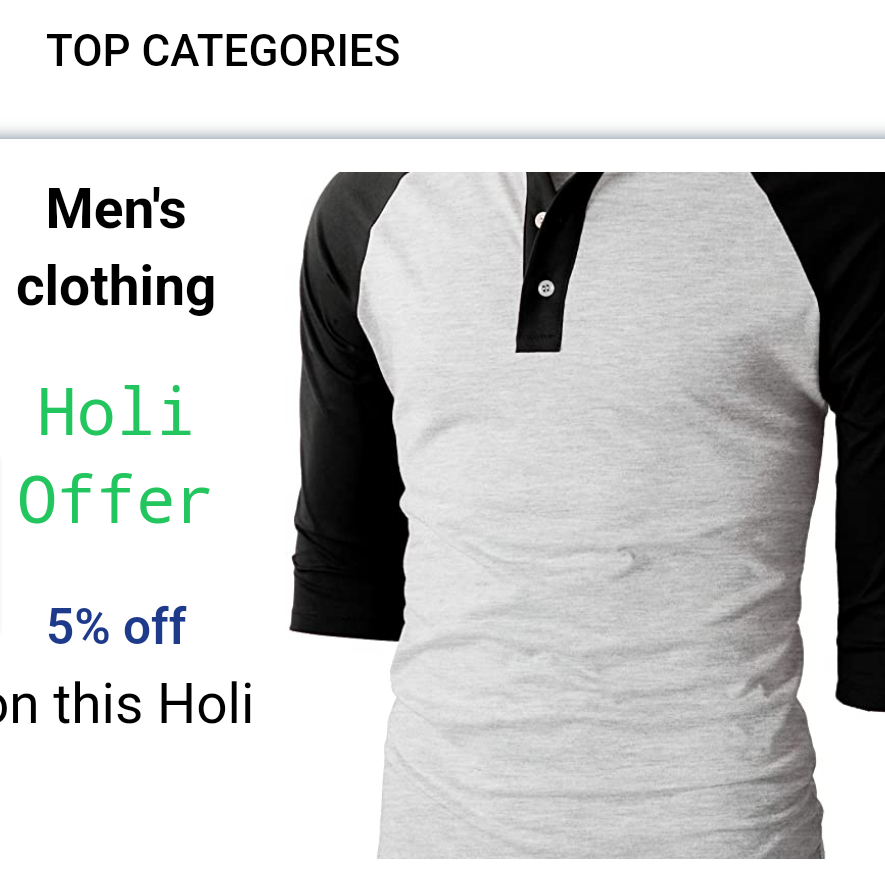 TOP CATEGORIES
Men's
clothing
Holi
Offer
5% off
on this Holi